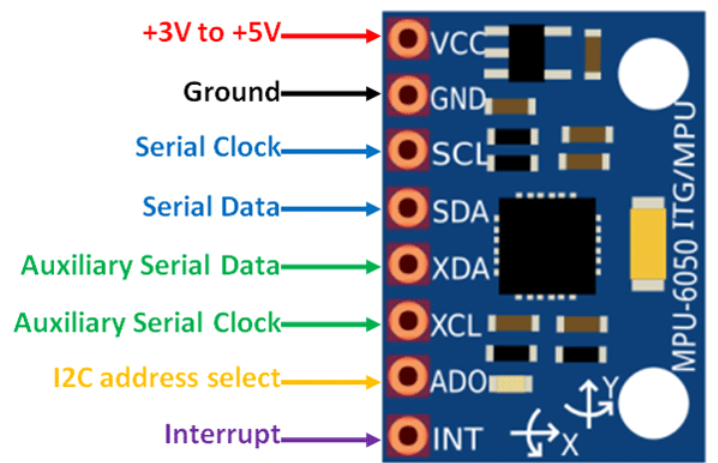 +3V to +5V
VCC
Ground
GND
Serial Clock
SCL
Serial Data
SDA
Auxiliary Serial Data
XDA
Auxiliary Serial Clock
XCL
I2C address select
ADO
Interrupt
INT
X
Y
MPU-6050 ITG/MPU